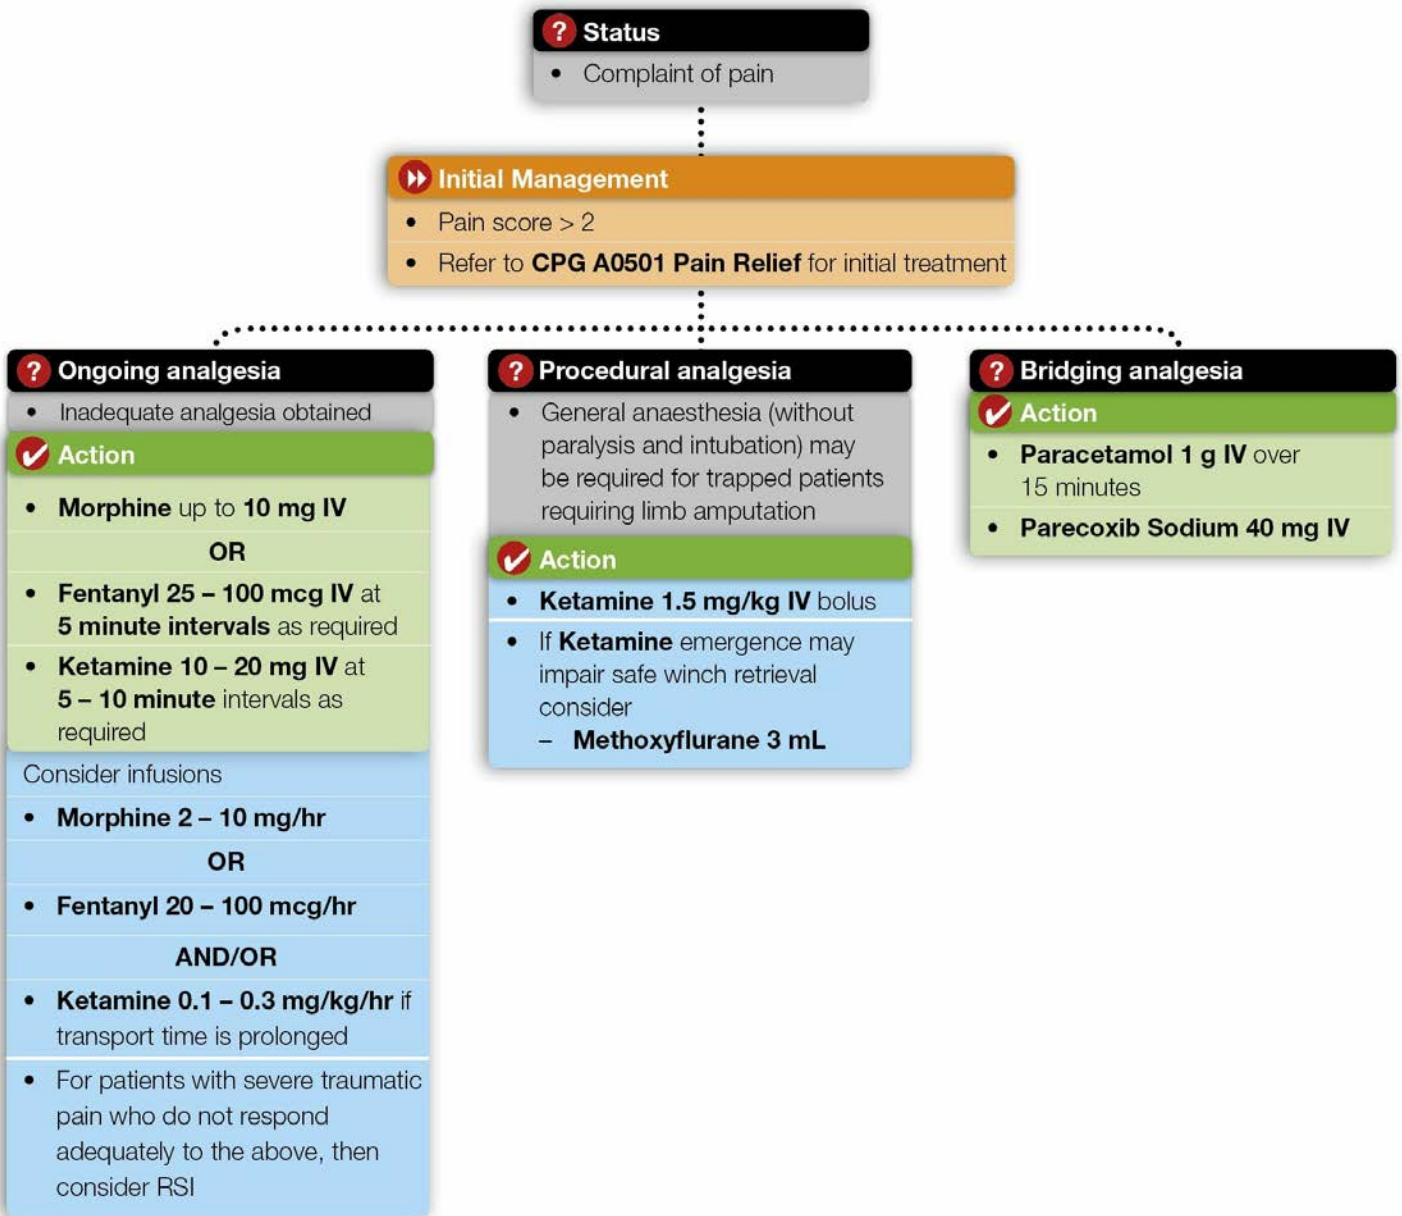 ? Status
• Complaint of pain
Initial Management
• Pain score > 2
• Refer to CPG A0501 Pain Relief for initial treatment
? Ongoing analgesia
• Inadequate analgesia obtained
Action
• Morphine up to 10 mg IV
OR
• Fentanyl 25 – 100 mcg IV at
5 minute intervals as required
• Ketamine 10 – 20 mg IV at
5 – 10 minute intervals as
required
Consider infusions
• Morphine 2 – 10 mg/hr
OR
• Fentanyl 20 – 100 mcg/hr
AND/OR
• Ketamine 0.1 – 0.3 mg/kg/hr if
transport time is prolonged
• For patients with severe traumatic
pain who do not respond
adequately to the above, then
consider RSI
? Procedural analgesia
• General anaesthesia (without
paralysis and intubation) may
be required for trapped patients
requiring limb amputation
Action
• Ketamine 1.5 mg/kg IV bolus
• If Ketamine emergence may
impair safe winch retrieval
consider
– Methoxyflurane 3 mL
? Bridging analgesia
Action
• Paracetamol 1 g IV over
15 minutes
• Parecoxib Sodium 40 mg IV